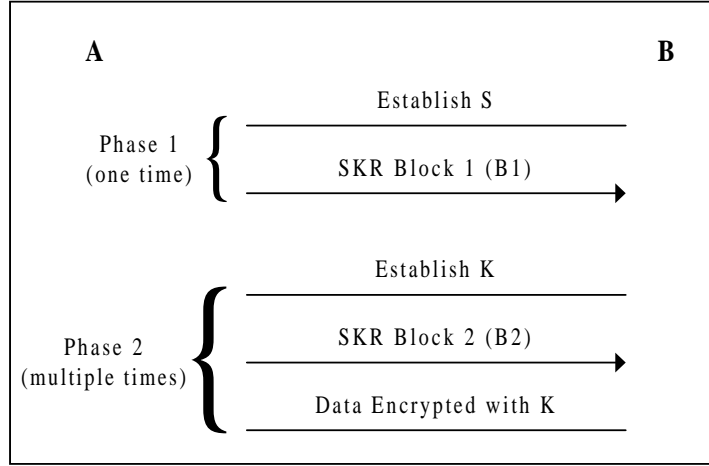 A
B
Establish S
Phase 1
(one time)
SKR Block 1 (B1)
Establish K
Phase 2
(multiple times)
SKR Block 2 (B2)
Data Encrypted with K